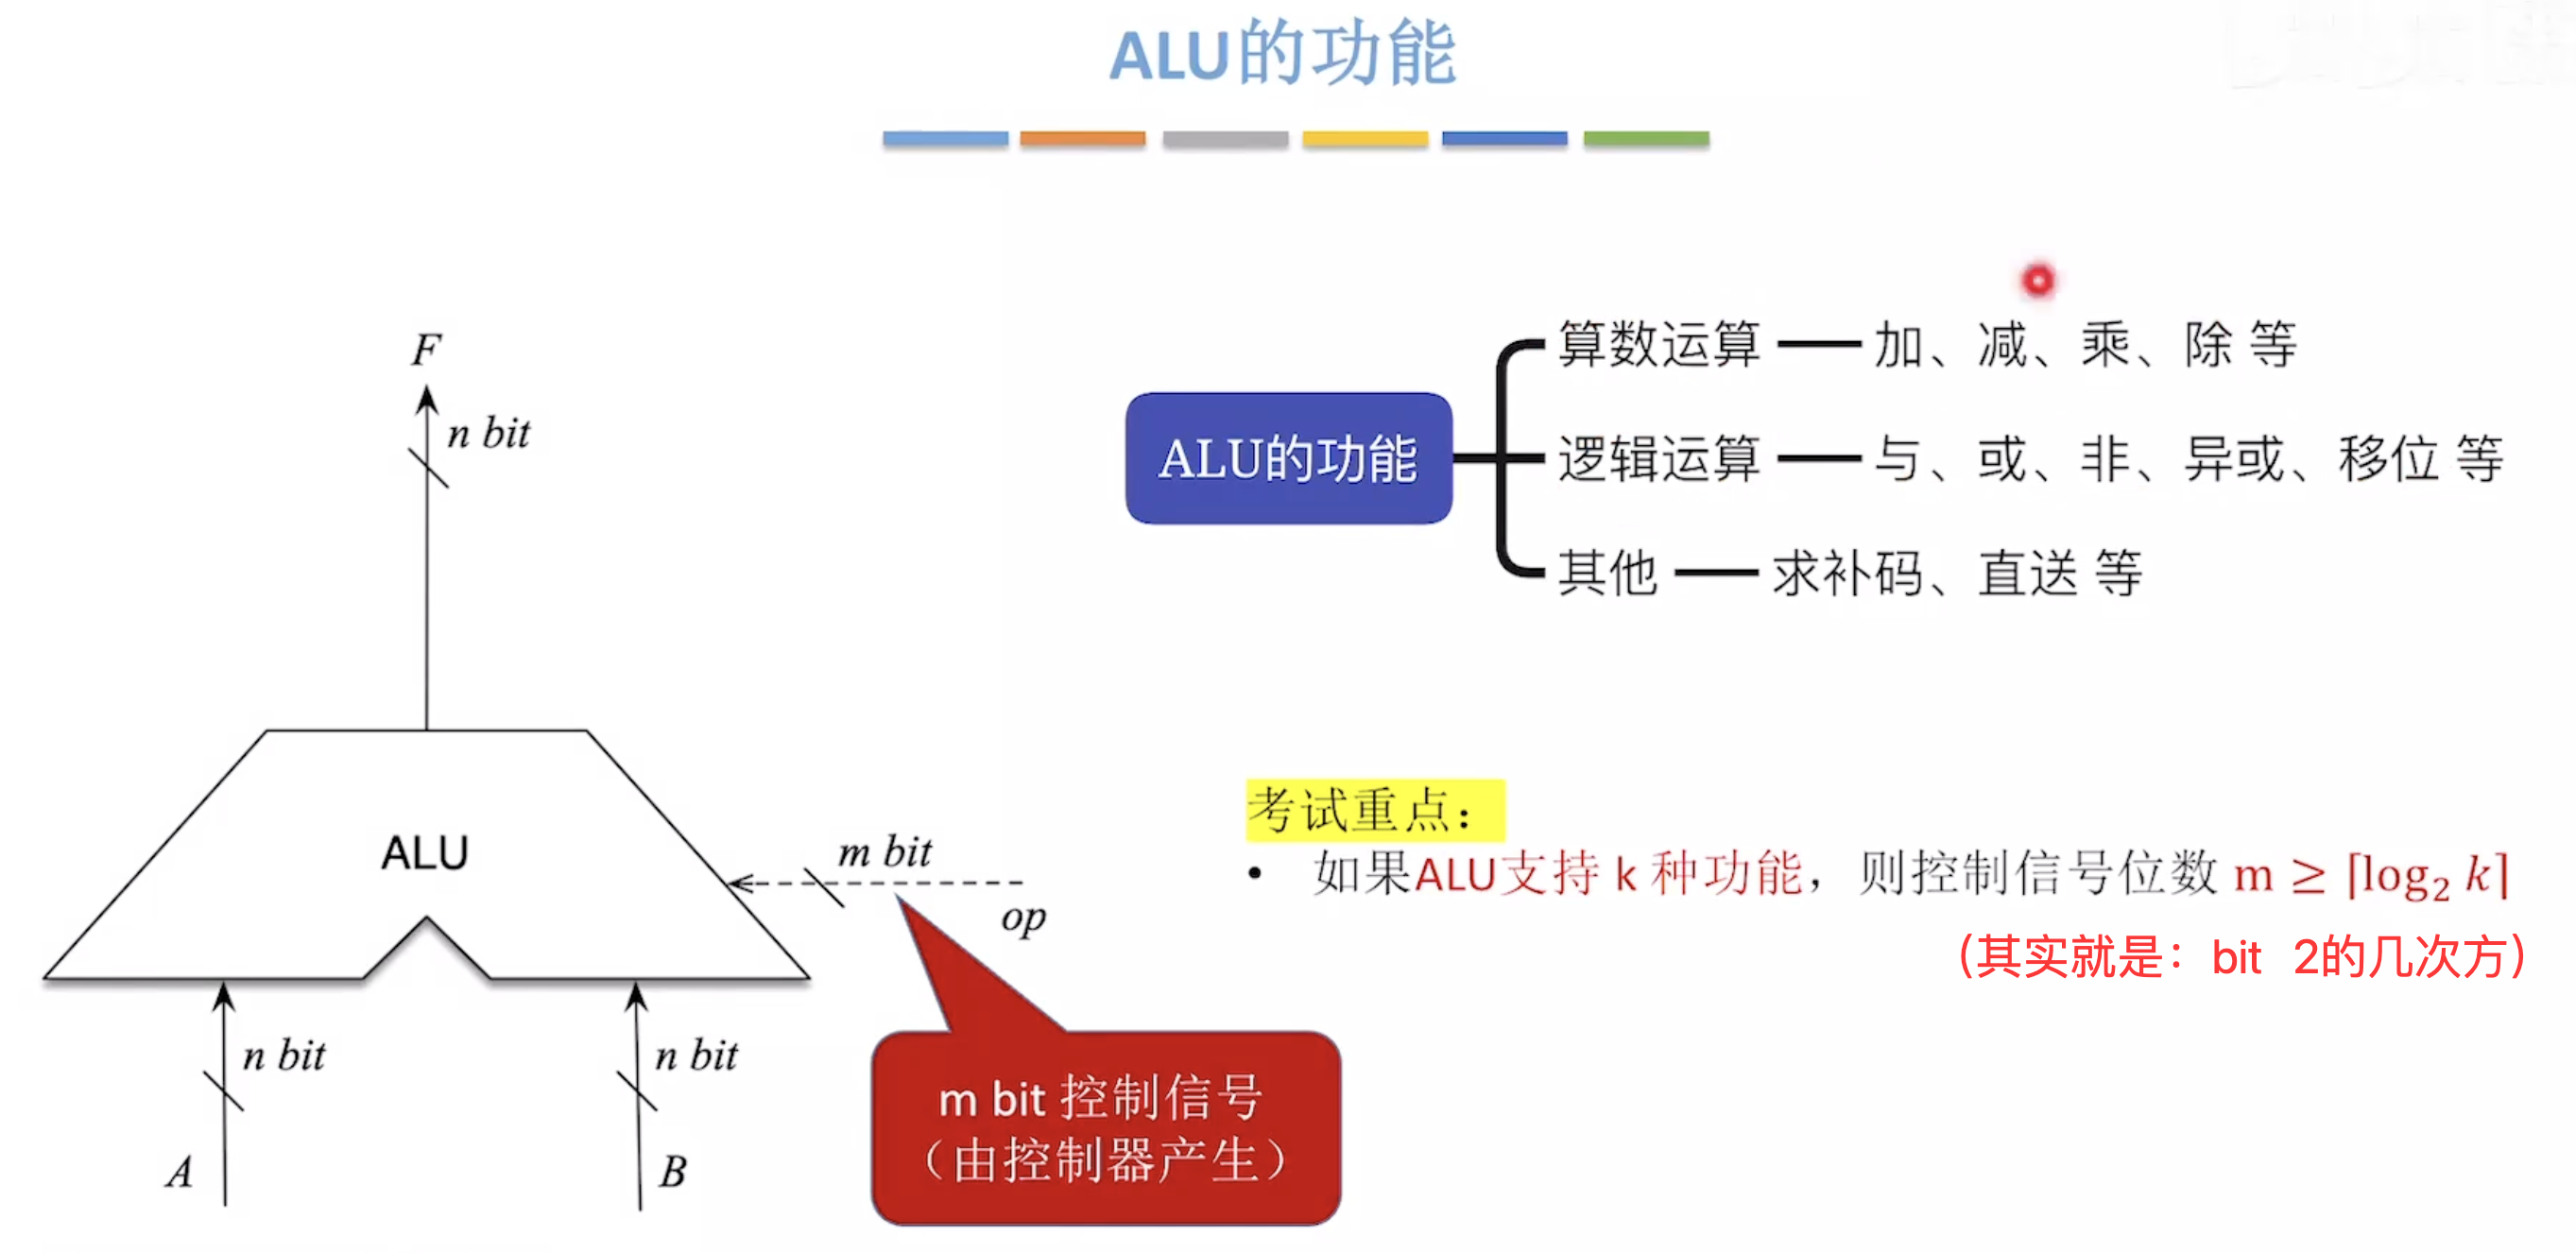 ALU的功能
F
n bit
ALU
m bit
op
n bit
n bit
A
B
m bit 控制信号
（由控制器产生）
ALU的功能
算数运算 — 加、减、乘、除 等
逻辑运算 — 与、或、非、异或、移位 等
其他 — 求补码、直送 等
考试重点：
• 如果ALU支持 k 种功能，则控制信号位数 m ≥ ⌈log₂ k⌉
（其实就是：bit 2的几次方）